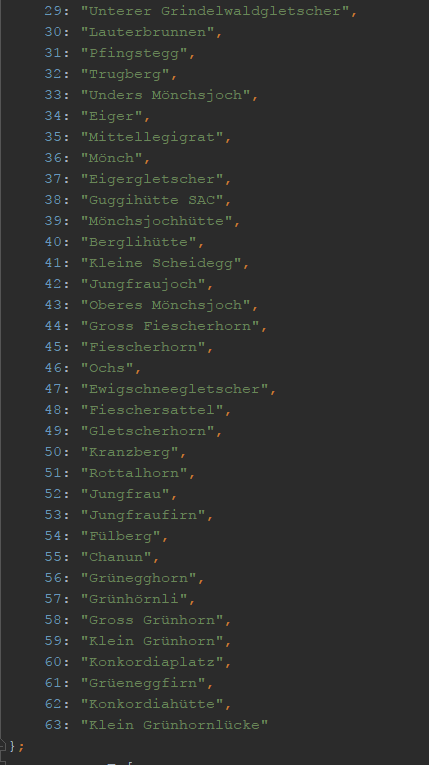 29: "Unterer Grindelwaldgletscher",
30: "Lauterbrunnen",
31: "Pfingstegg",
32: "Trugberg",
33: "Unders Mönchsjoch",
34: "Eiger",
35: "Mittellegigrat",
36: "Mönch",
37: "Eigergletscher",
38: "Guggihütte SAC",
39: "Mönchsjochhütte",
40: "Berglihütte",
41: "Kleine Scheidegg",
42: "Jungfraujoch",
43: "Oberes Mönchsjoch",
44: "Gross Fiescherhorn",
45: "Fiescherhorn",
46: "Ochs",
47: "Ewigschneegletscher",
48: "Fieschersattel",
49: "Gletscherhorn",
50: "Kranzberg",
51: "Rottalhorn",
52: "Jungfrau",
53: "Jungfraufirn",
54: "Fülberg",
55: "Chanun",
56: "Grünegghorn",
57: "Grünhörnli",
58: "Gross Grünhorn",
59: "Klein Grünhorn",
60: "Konkordiaplatz",
61: "Grüeneggfirn",
62: "Konkordiahütte",
63: "Klein Grünhornlücke"
};